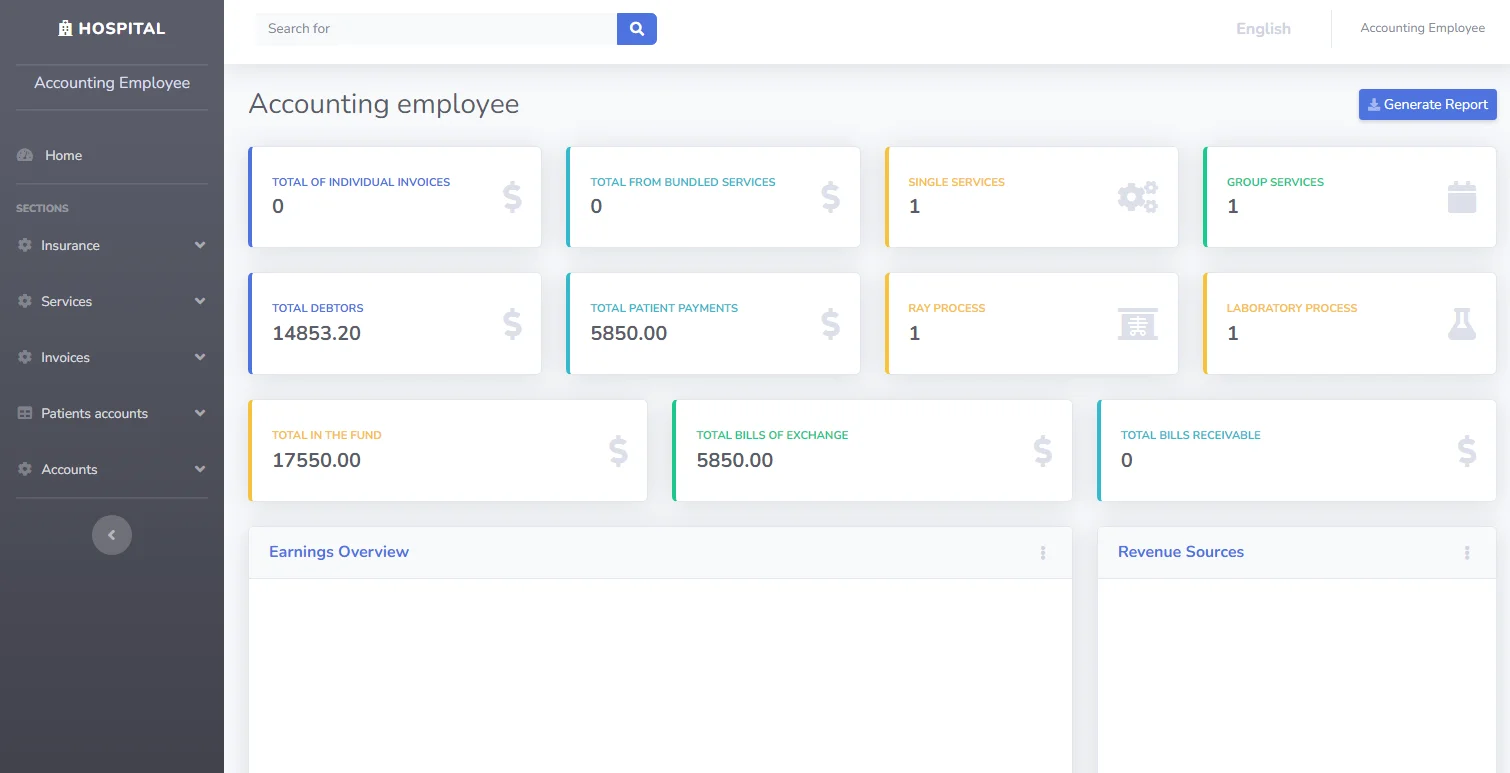 HOSPITAL
Accounting Employee
Home
SECTIONS
Insurance
Services
Invoices
Patients accounts
Accounts
Search for
English
Accounting Employee
Accounting employee
Generate Report
TOTAL OF INDIVIDUAL INVOICES
0
TOTAL FROM BUNDLED SERVICES
0
SINGLE SERVICES
1
GROUP SERVICES
1
TOTAL DEBTORS
14853.20
TOTAL PATIENT PAYMENTS
5850.00
RAY PROCESS
1
LABORATORY PROCESS
1
TOTAL IN THE FUND
17550.00
TOTAL BILLS OF EXCHANGE
5850.00
TOTAL BILLS RECEIVABLE
0
Earnings Overview
Revenue Sources